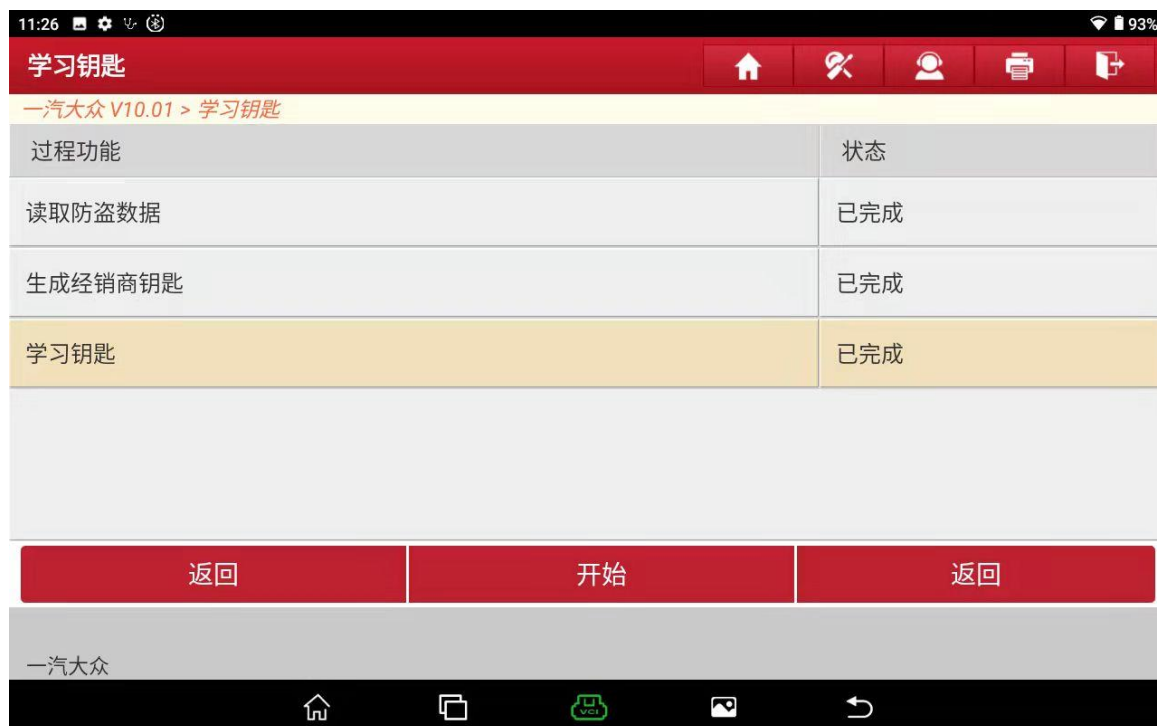 11:26
93%
学习钥匙
一汽大众 V10.01 > 学习钥匙
过程功能
状态
读取防盗数据
已完成
生成经销商钥匙
已完成
学习钥匙
已完成
返回
开始
返回
一汽大众
VCI